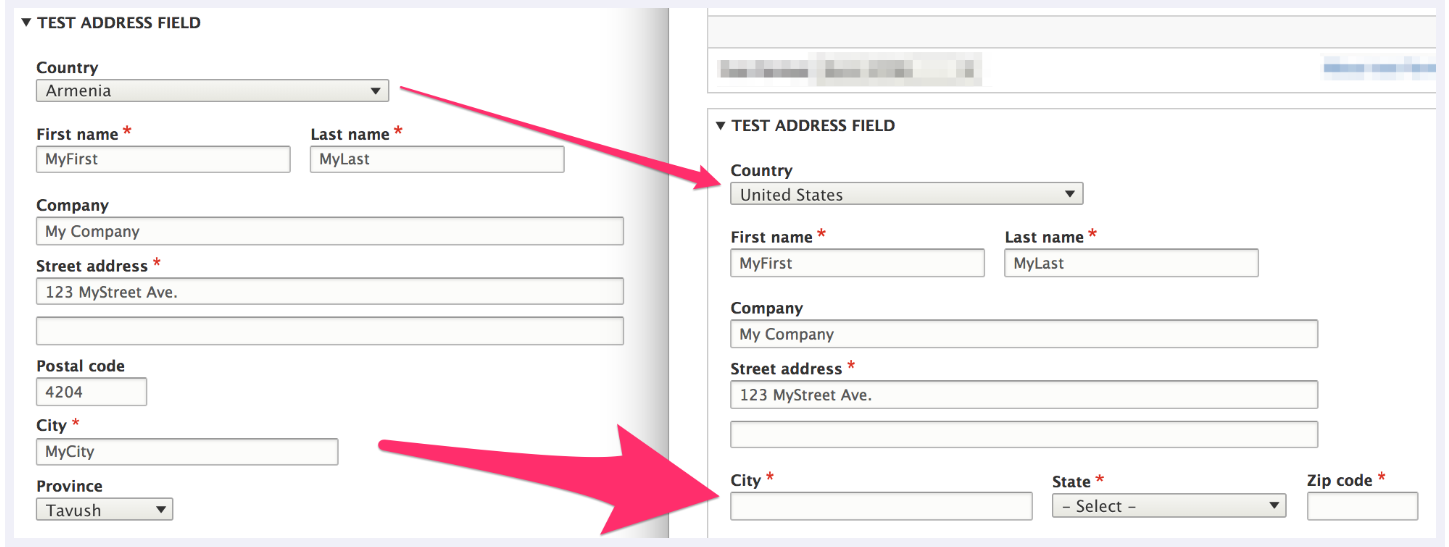 TEST ADDRESS FIELD
Country
Armenia
First name * Last name *
MyFirst MyLast
Company
My Company
Street address *
123 MyStreet Ave.
Postal code
4204
City *
MyCity
Province
Tavush
TEST ADDRESS FIELD
Country
United States
First name * Last name *
MyFirst MyLast
Company
My Company
Street address *
123 MyStreet Ave.
City * State * Zip code *
- Select -